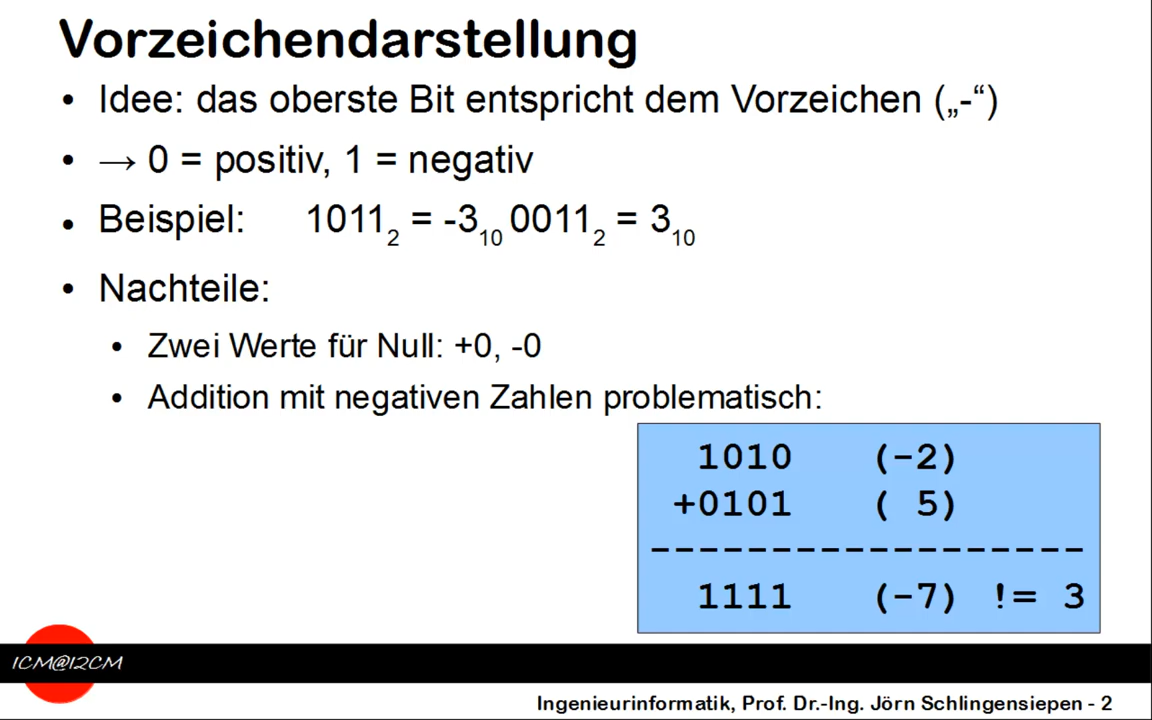 Vorzeichendarstellung
• Idee: das oberste Bit entspricht dem Vorzeichen („-“)
• → 0 = positiv, 1 = negativ
• Beispiel: 1011₂ = -3₁₀ 0011₂ = 3₁₀
• Nachteile:
• Zwei Werte für Null: +0, -0
• Addition mit negativen Zahlen problematisch:
1010 (-2)
+0101 ( 5)
------------------
1111 (-7) != 3
1CM@12CM
Ingenieurinformatik, Prof. Dr.-Ing. Jörn Schlingensiepen - 2